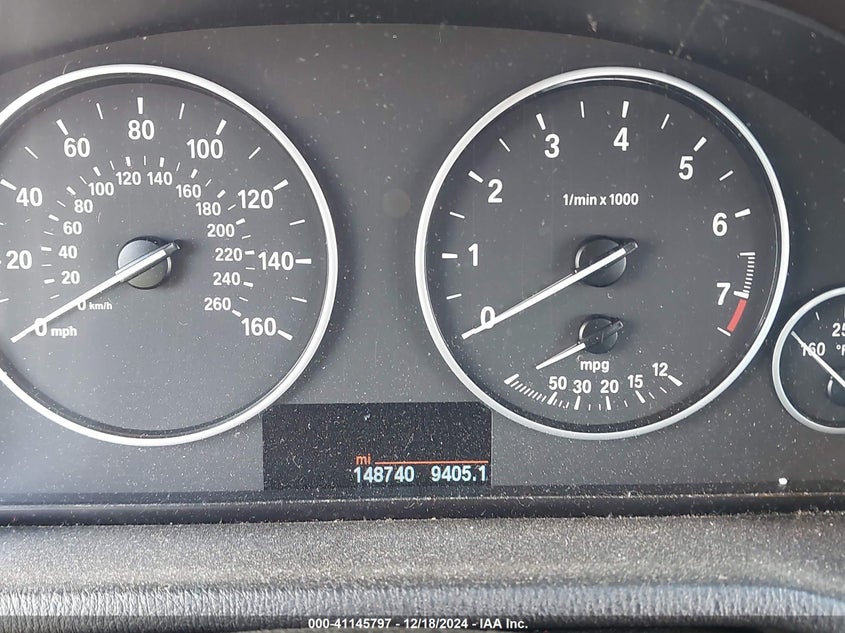 20 40 60 80 100 120 140 160
0 mph
0 km/h
20 40 60 80 100 120 140 160 180 200 220 240 260
0 1 2 3 4 5 6 7
1/min x 1000
mpg
50 30 20 15 12
160 °F
25
mi
148740 9405.1
000-41145797 - 12/18/2024 - IAA Inc.